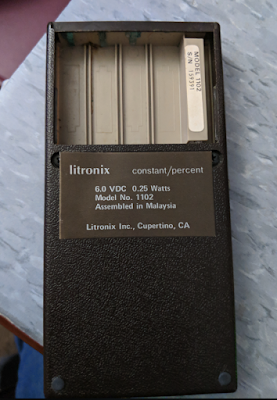 MODEL 1102
S/N 139391
litronix constant/percent
6.0 VDC 0.25 Watts
Model No. 1102
Assembled in Malaysia
Litronix Inc., Cupertino, CA